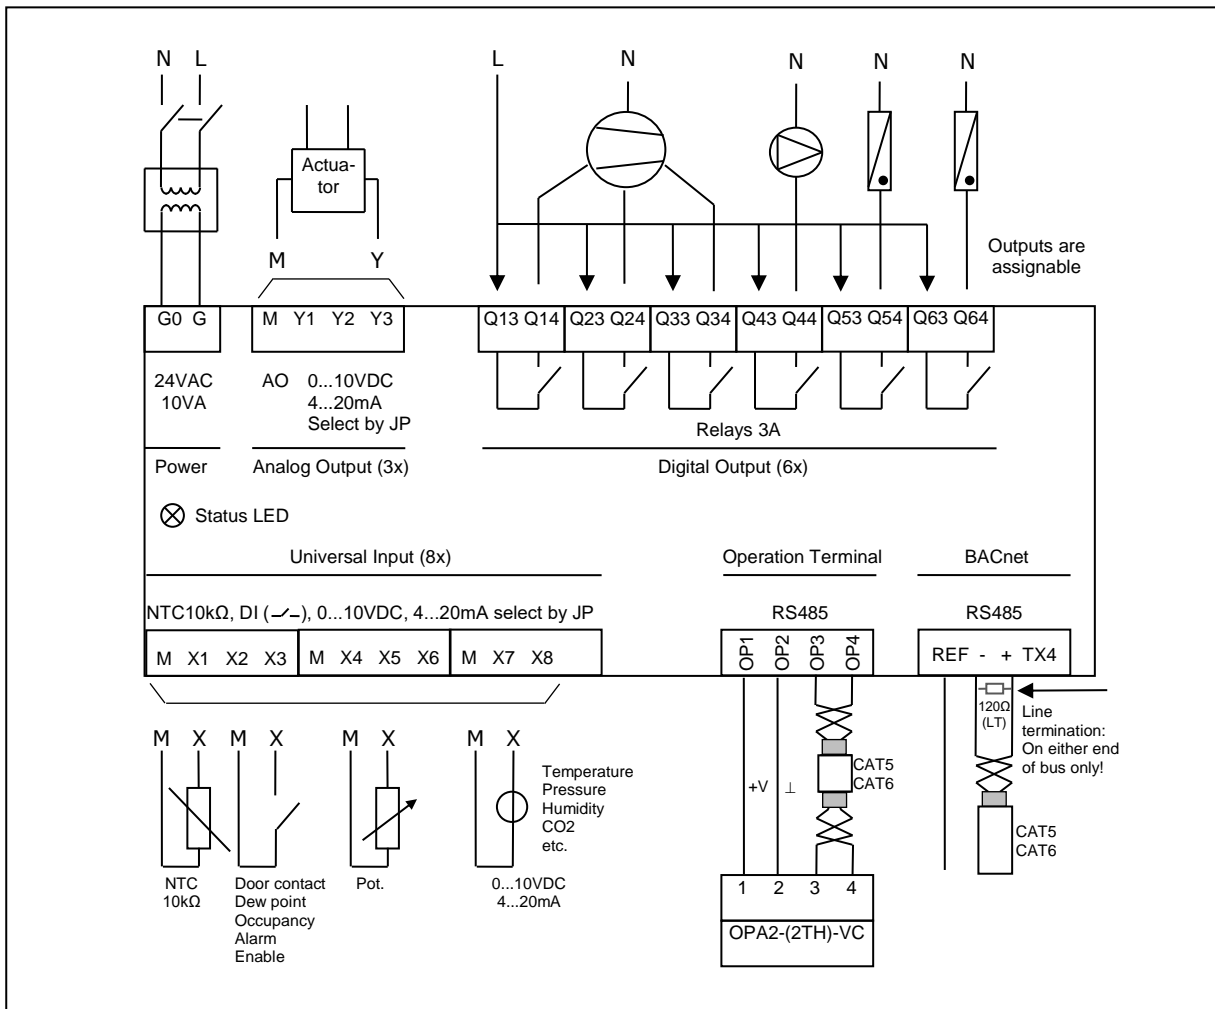 N L
L
N
N
N
N
Actua-
tor
M Y
Outputs are
assignable
G0 G
M Y1 Y2 Y3
Q13 Q14 Q23 Q24 Q33 Q34 Q43 Q44 Q53 Q54 Q63 Q64
24VAC
10VA
AO 0...10VDC
4...20mA
Select by JP
Relays 3A
Power
Analog Output (3x)
Digital Output (6x)
Status LED
Universal Input (8x)
Operation Terminal
BACnet
NTC10kΩ, DI ( ), 0...10VDC, 4...20mA select by JP
RS485
RS485
M X1 X2 X3 M X4 X5 X6 M X7 X8
OP1 OP2 OP3 OP4
REF - + TX4
120Ω
(LT)
Line
termination:
On either end
of bus only!
M X M X M X M X
Temperature
Pressure
Humidity
CO2
etc.
+V ⊥
CAT5
CAT6
CAT5
CAT6
NTC
10kΩ
Door contact
Dew point
Occupancy
Alarm
Enable
Pot.
0...10VDC
4...20mA
1 2 3 4
OPA2-(2TH)-VC